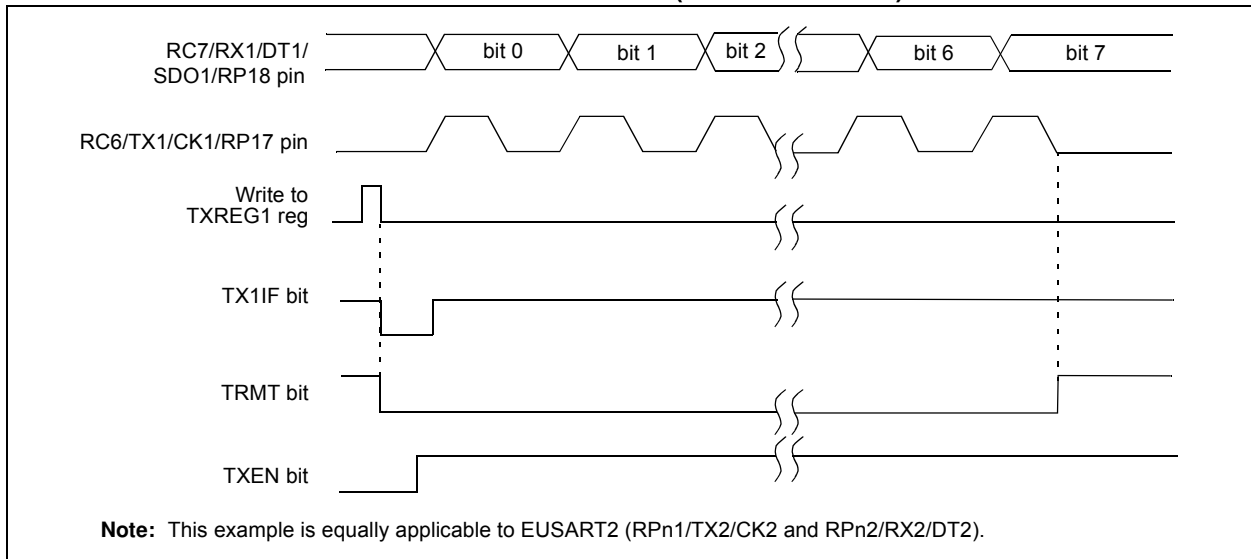 RC7/RX1/DT1/
SDO1/RP18 pin
bit 0
bit 1
bit 2
bit 6
bit 7
RC6/TX1/CK1/RP17 pin
Write to
TXREG1 reg
TX1IF bit
TRMT bit
TXEN bit
Note: This example is equally applicable to EUSART2 (RPn1/TX2/CK2 and RPn2/RX2/DT2).